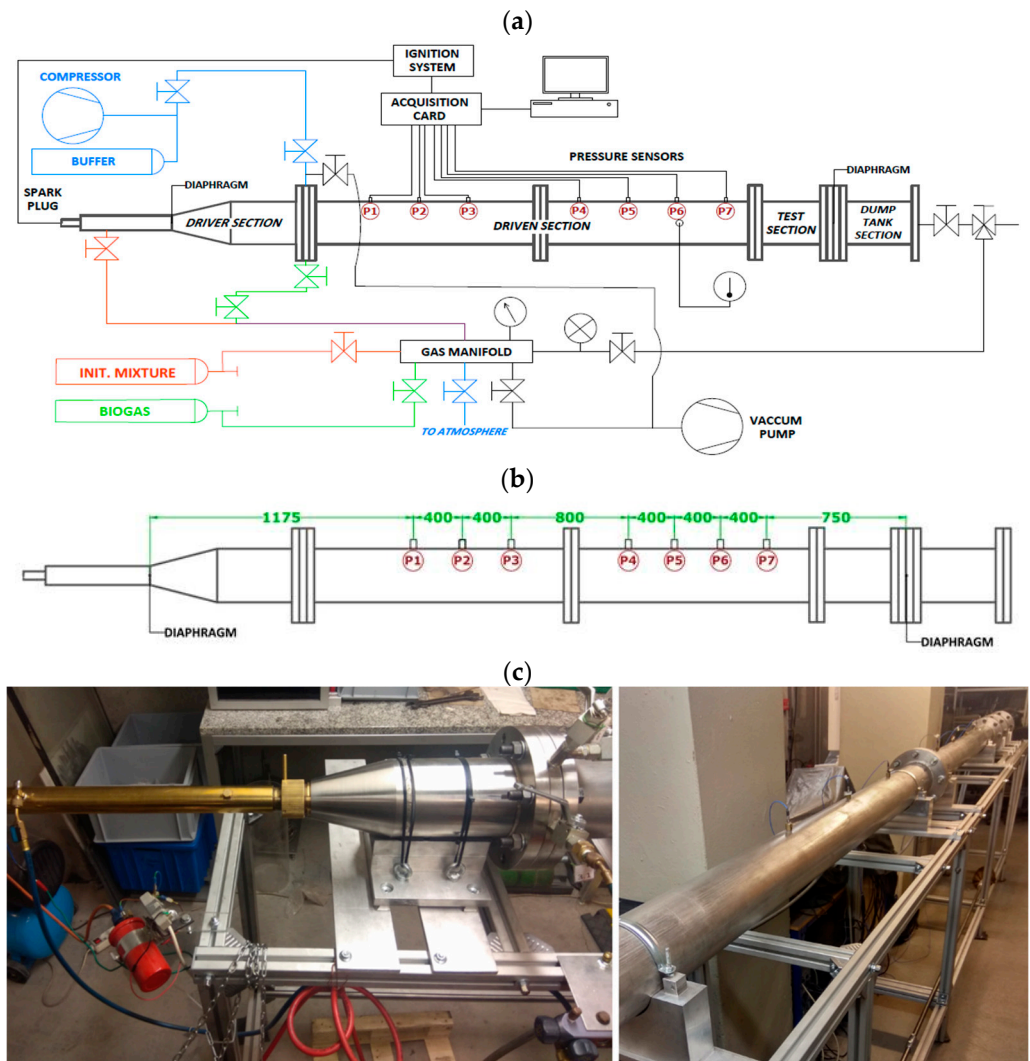 (a)
IGNITION
SYSTEM
COMPRESSOR
ACQUISITION
CARD
BUFFER
PRESSURE SENSORS
SPARK
PLUG
DIAPHRAGM
DIAPHRAGM
DRIVER SECTION
P1
P2
P3
DRIVEN SECTION
P4
P5
P6
P7
TEST
SECTION
DUMP
TANK
SECTION
GAS MANIFOLD
INIT. MIXTURE
BIOGAS
TO ATMOSPHERE
VACCUM
PUMP
(b)
1175
400
400
800
400
400
400
750
P1
P2
P3
P4
P5
P6
P7
DIAPHRAGM
DIAPHRAGM
(c)